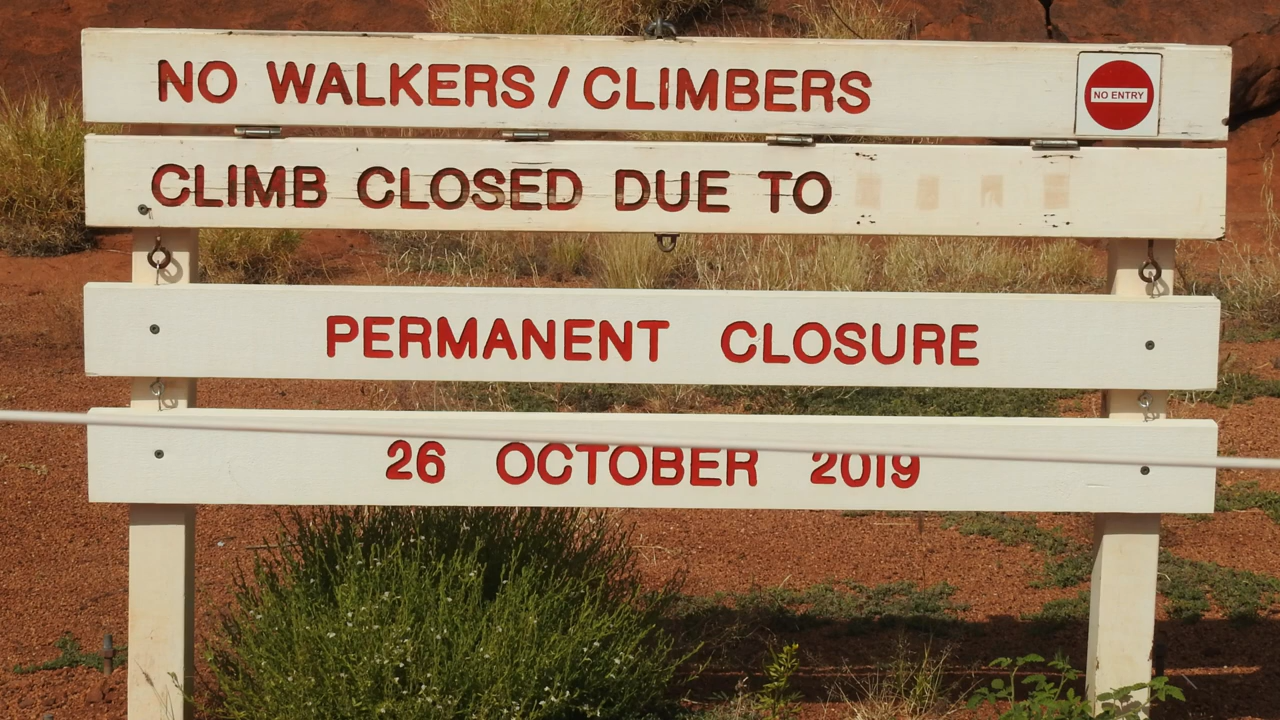 NO WALKERS / CLIMBERS
NO ENTRY
CLIMB CLOSED DUE TO
PERMANENT CLOSURE
26 OCTOBER 2019